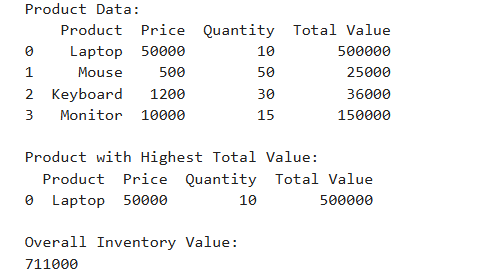 Product Data:
Product Price Quantity Total Value
0 Laptop 50000 10 500000
1 Mouse 500 50 25000
2 Keyboard 1200 30 36000
3 Monitor 10000 15 150000
Product with Highest Total Value:
Product Price Quantity Total Value
0 Laptop 50000 10 500000
Overall Inventory Value:
711000